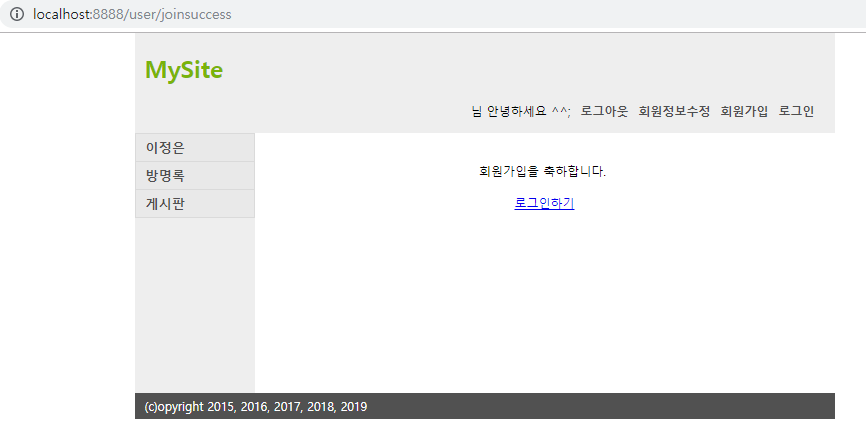 localhost:8888/user/joinsuccess
MySite
님 안녕하세요 ^^; 로그아웃 회원정보수정 회원가입 로그인
이정은
방명록
게시판
회원가입을 축하합니다.
로그인하기
(c)opyright 2015, 2016, 2017, 2018, 2019